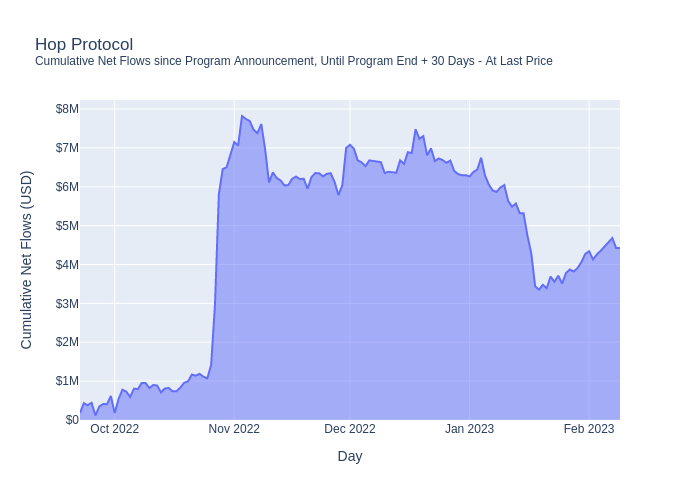 Hop Protocol
Cumulative Net Flows since Program Announcement, Until Program End + 30 Days - At Last Price
Cumulative Net Flows (USD)
$8M
$7M
$6M
$5M
$4M
$3M
$2M
$1M
$0
Oct 2022
Nov 2022
Dec 2022
Jan 2023
Feb 2023
Day